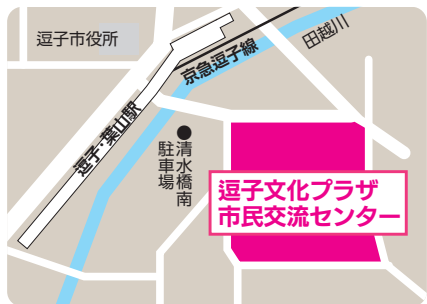 逗子市役所
京急逗子線
田越川
逗子・葉山駅
清水橋南
駐車場
逗子文化プラザ
市民交流センター